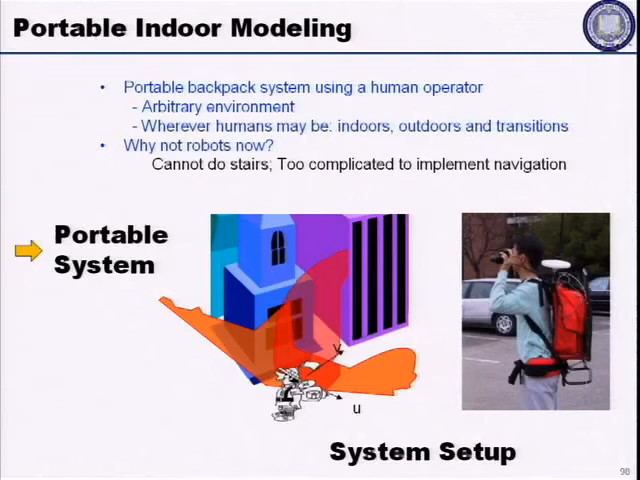 Portable Indoor Modeling
• Portable backpack system using a human operator
- Arbitrary environment
- Wherever humans may be: indoors, outdoors and transitions
• Why not robots now?
Cannot do stairs; Too complicated to implement navigation
Portable
System
v
u
System Setup
90